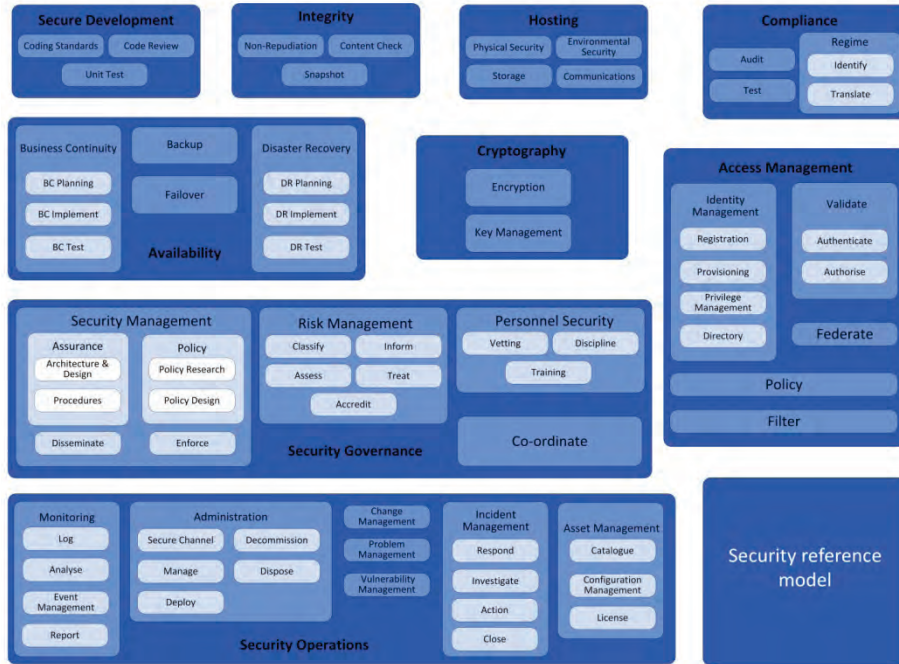 Secure Development
Coding Standards
Code Review
Unit Test
Integrity
Non-Repudiation
Content Check
Snapshot
Hosting
Physical Security
Environmental
Security
Storage
Communications
Compliance
Audit
Test
Regime
Identify
Translate
Business Continuity
BC Planning
BC Implement
BC Test
Backup
Failover
Disaster Recovery
DR Planning
DR Implement
DR Test
Availability
Cryptography
Encryption
Key Management
Access Management
Identity
Management
Registration
Provisioning
Privilege
Management
Directory
Validate
Authenticate
Authorise
Federate
Policy
Filter
Security Management
Assurance
Architecture &
Design
Procedures
Disseminate
Policy
Policy Research
Policy Design
Enforce
Risk Management
Classify
Inform
Assess
Treat
Accredit
Personnel Security
Vetting
Discipline
Training
Co-ordinate
Security Governance
Monitoring
Log
Analyse
Event
Management
Report
Administration
Secure Channel
Decommission
Manage
Dispose
Deploy
Change
Management
Problem
Management
Vulnerability
Management
Incident
Management
Respond
Investigate
Action
Close
Asset Management
Catalogue
Configuration
Management
License
Security Operations
Security reference
model